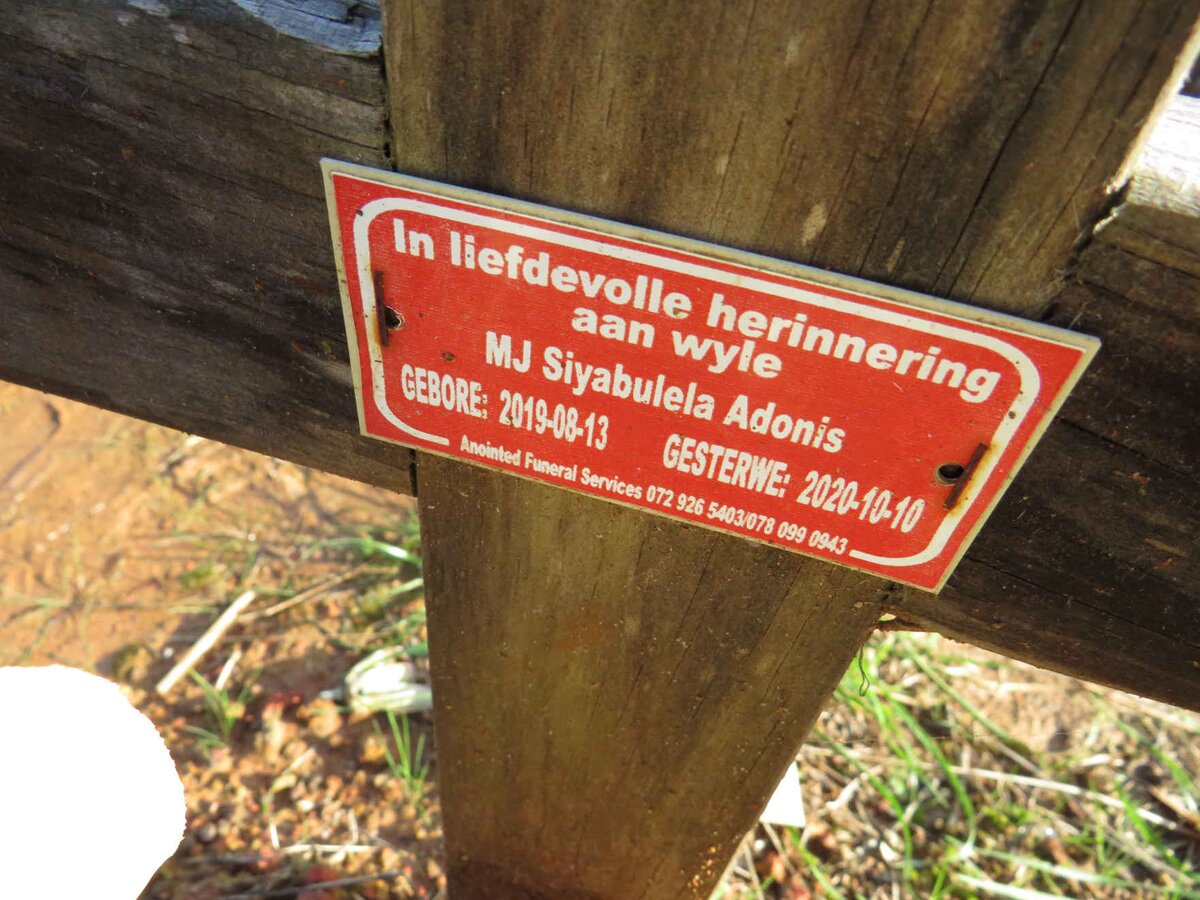 In liefdevolle herinnering
aan wyle
MJ Siyabulela Adonis
GEBORE: 2019-08-13 GESTERWE: 2020-10-10
Anointed Funeral Services 072 926 5403/078 099 0943